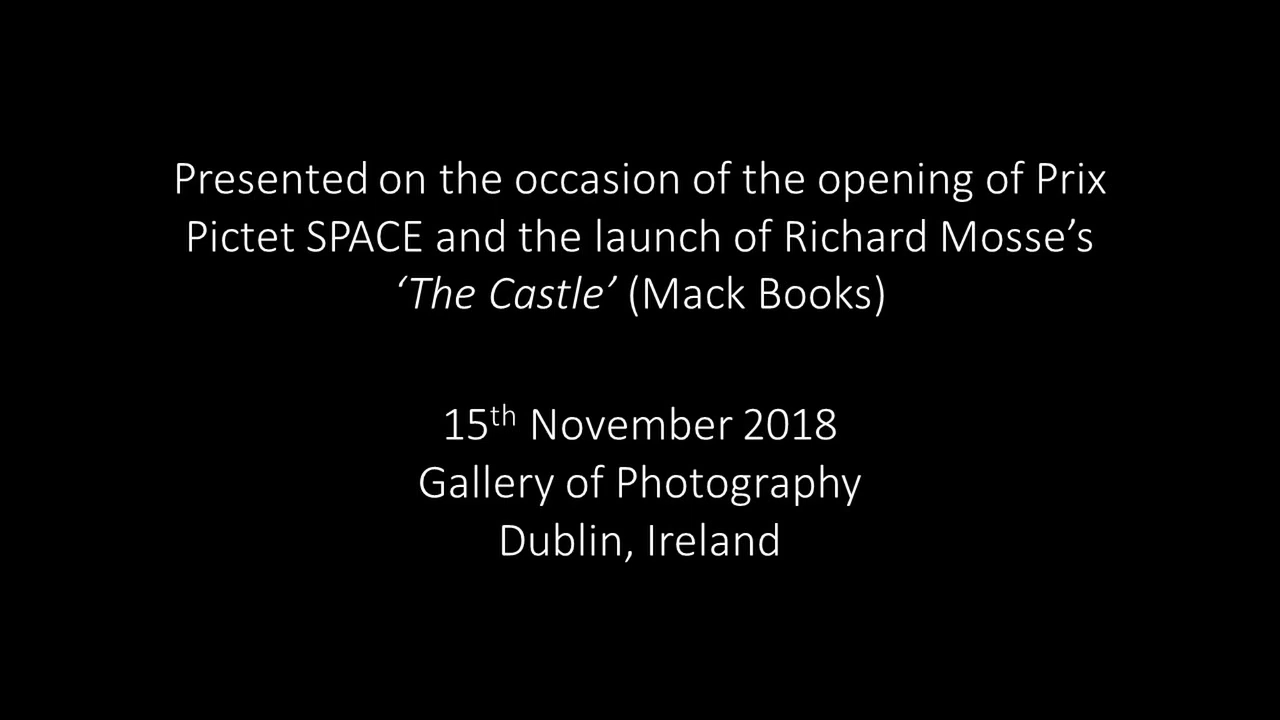 Presented on the occasion of the opening of Prix
Pictet SPACE and the launch of Richard Mosse’s
‘The Castle’ (Mack Books)
15th November 2018
Gallery of Photography
Dublin, Ireland